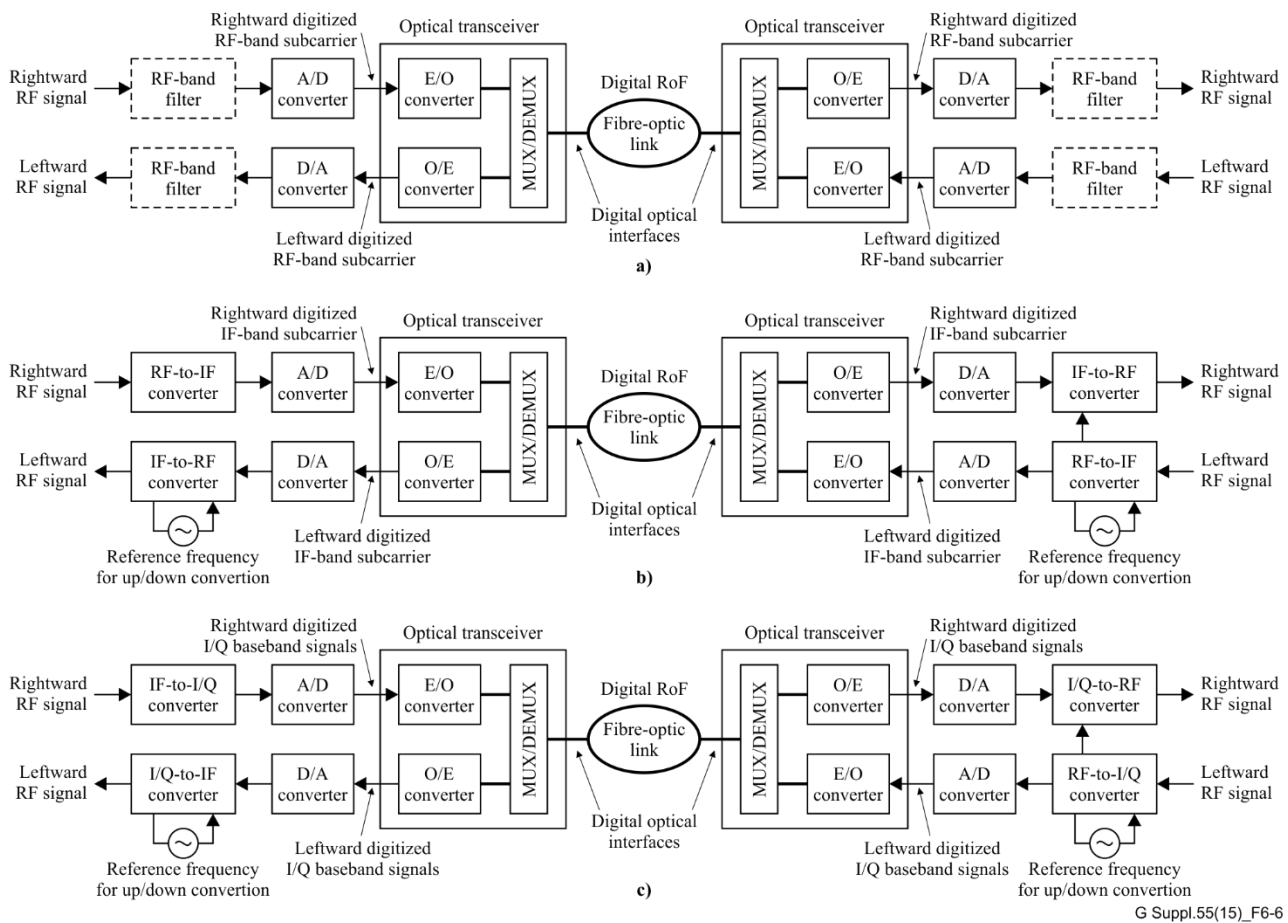 Rightward digitized
RF-band subcarrier
Optical transceiver
Optical transceiver
Rightward digitized
RF-band subcarrier
Rightward
RF signal
RF-band
filter
A/D
converter
E/O
converter
MUX/DEMUX
Digital RoF
Fibre-optic
link
MUX/DEMUX
O/E
converter
D/A
converter
RF-band
filter
Rightward
RF signal
Leftward
RF signal
RF-band
filter
D/A
converter
O/E
converter
E/O
converter
A/D
converter
RF-band
filter
Leftward
RF signal
Leftward digitized
RF-band subcarrier
Digital optical
interfaces
Leftward digitized
RF-band subcarrier
a)
Rightward digitized
IF-band subcarrier
Optical transceiver
Optical transceiver
Rightward digitized
IF-band subcarrier
Rightward
RF signal
RF-to-IF
converter
A/D
converter
E/O
converter
MUX/DEMUX
Digital RoF
Fibre-optic
link
MUX/DEMUX
O/E
converter
D/A
converter
IF-to-RF
converter
Rightward
RF signal
Leftward
RF signal
IF-to-RF
converter
D/A
converter
O/E
converter
E/O
converter
A/D
converter
RF-to-IF
converter
Leftward
RF signal
Reference frequency
for up/down convertion
Leftward digitized
IF-band subcarrier
Digital optical
interfaces
Leftward digitized
IF-band subcarrier
Reference frequency
for up/down convertion
b)
Rightward digitized
I/Q baseband signals
Optical transceiver
Optical transceiver
Rightward digitized
I/Q baseband signals
Rightward
RF signal
IF-to-I/Q
converter
A/D
converter
E/O
converter
MUX/DEMUX
Digital RoF
Fibre-optic
link
MUX/DEMUX
O/E
converter
D/A
converter
I/Q-to-RF
converter
Rightward
RF signal
Leftward
RF signal
I/Q-to-IF
converter
D/A
converter
O/E
converter
E/O
converter
A/D
converter
RF-to-I/Q
converter
Leftward
RF signal
Reference frequency
for up/down convertion
Leftward digitized
I/Q baseband signals
Digital optical
interfaces
Leftward digitized
I/Q baseband signals
Reference frequency
for up/down convertion
c)
G Suppl.55(15)_F6-6